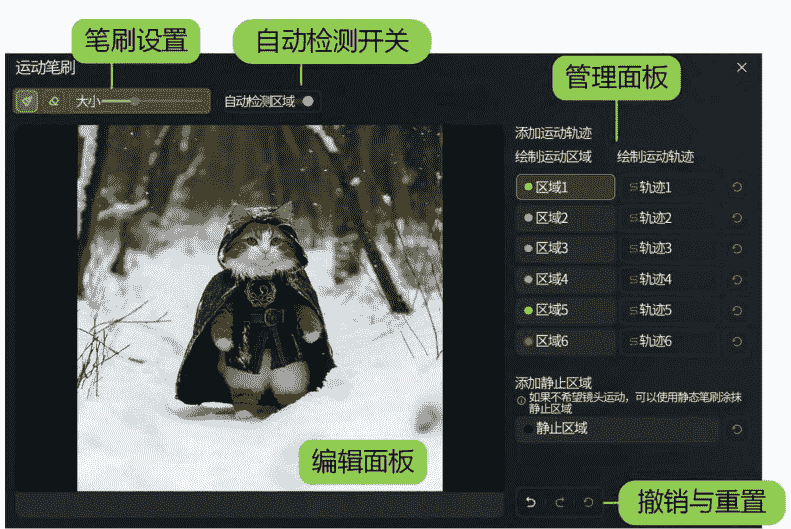 笔刷设置
自动检测开关
运动笔刷
管理面板
大小
自动检测区域
添加运动轨迹
绘制运动区域 绘制运动轨迹
区域1 轨迹1
区域2 轨迹2
区域3 轨迹3
区域4 轨迹4
区域5 轨迹5
区域6 轨迹6
添加静止区域
如果不希望镜头运动，可以使用静态笔刷涂抹
静止区域
静止区域
编辑面板
撤销与重置